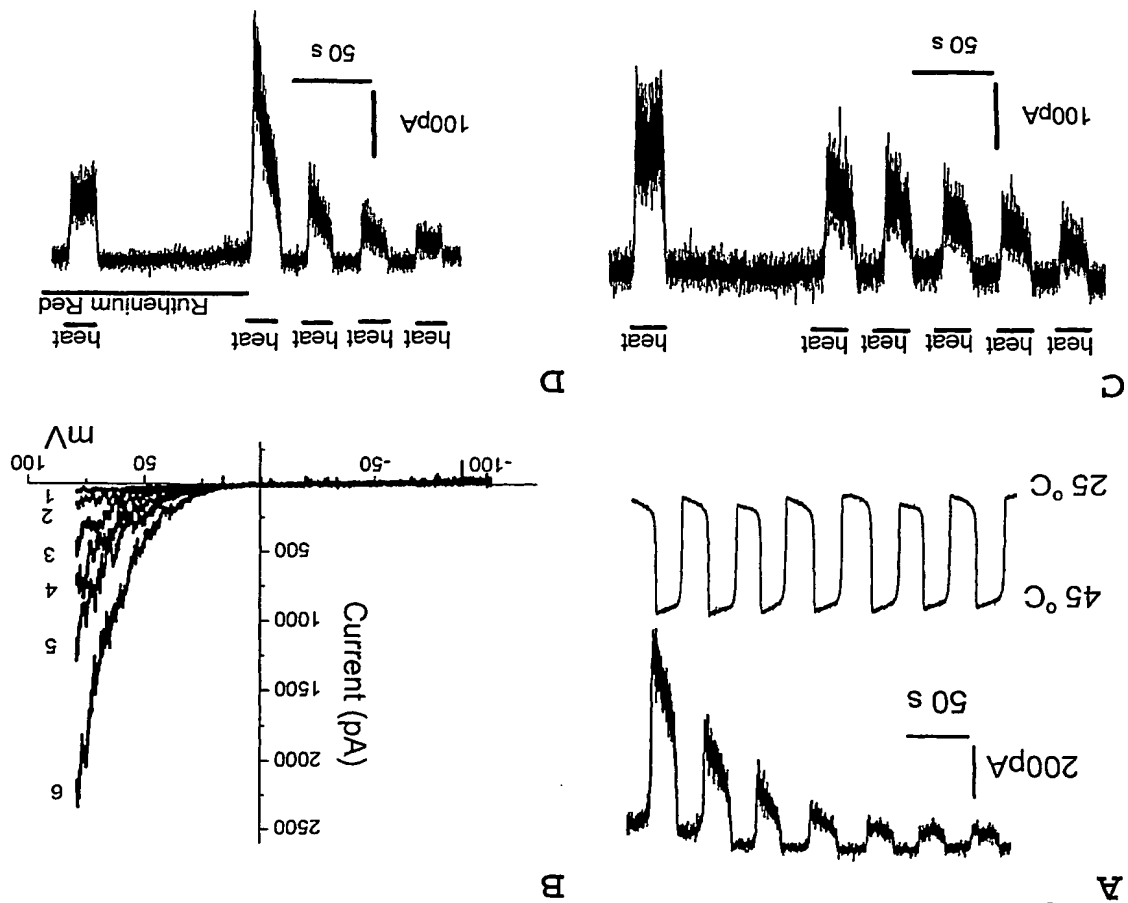 A
200pA
50 s
45 °C
25 °C
B
2500
2000
1500
1000
500
Current (pA)
6
5
4
3
2
1
-100 -50 50 100
mV
C
heat heat heat heat heat heat
100pA
50 s
D
heat heat heat heat heat
Ruthenium Red
100pA
50 s